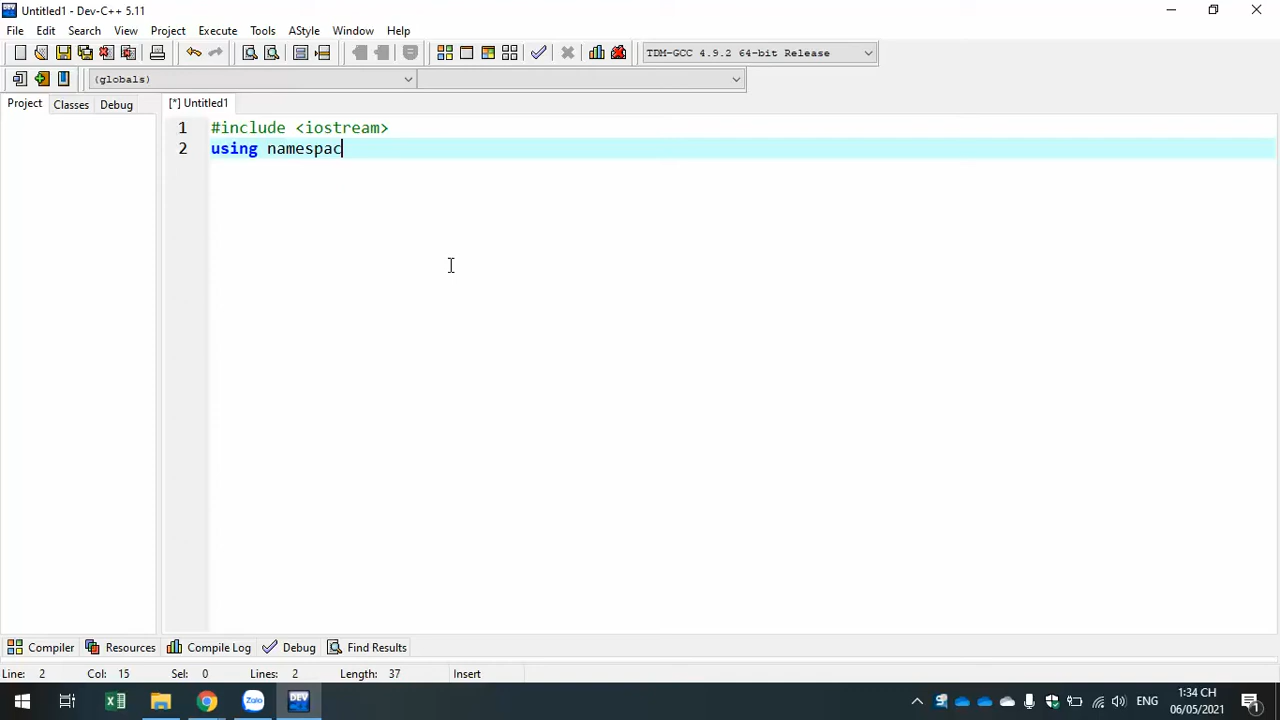 Untitled1 - Dev-C++ 5.11
File Edit Search View Project Execute Tools AStyle Window Help
TDM-GCC 4.9.2 64-bit Release
(globals)
Project Classes Debug [*] Untitled1
1 #include <iostream>
2 using namespac
Compiler Resources Compile Log Debug Find Results
Line: 2 Col: 15 Sel: 0 Lines: 2 Length: 37 Insert
Zalo DEV ENG 1:34 CH
06/05/2021 1